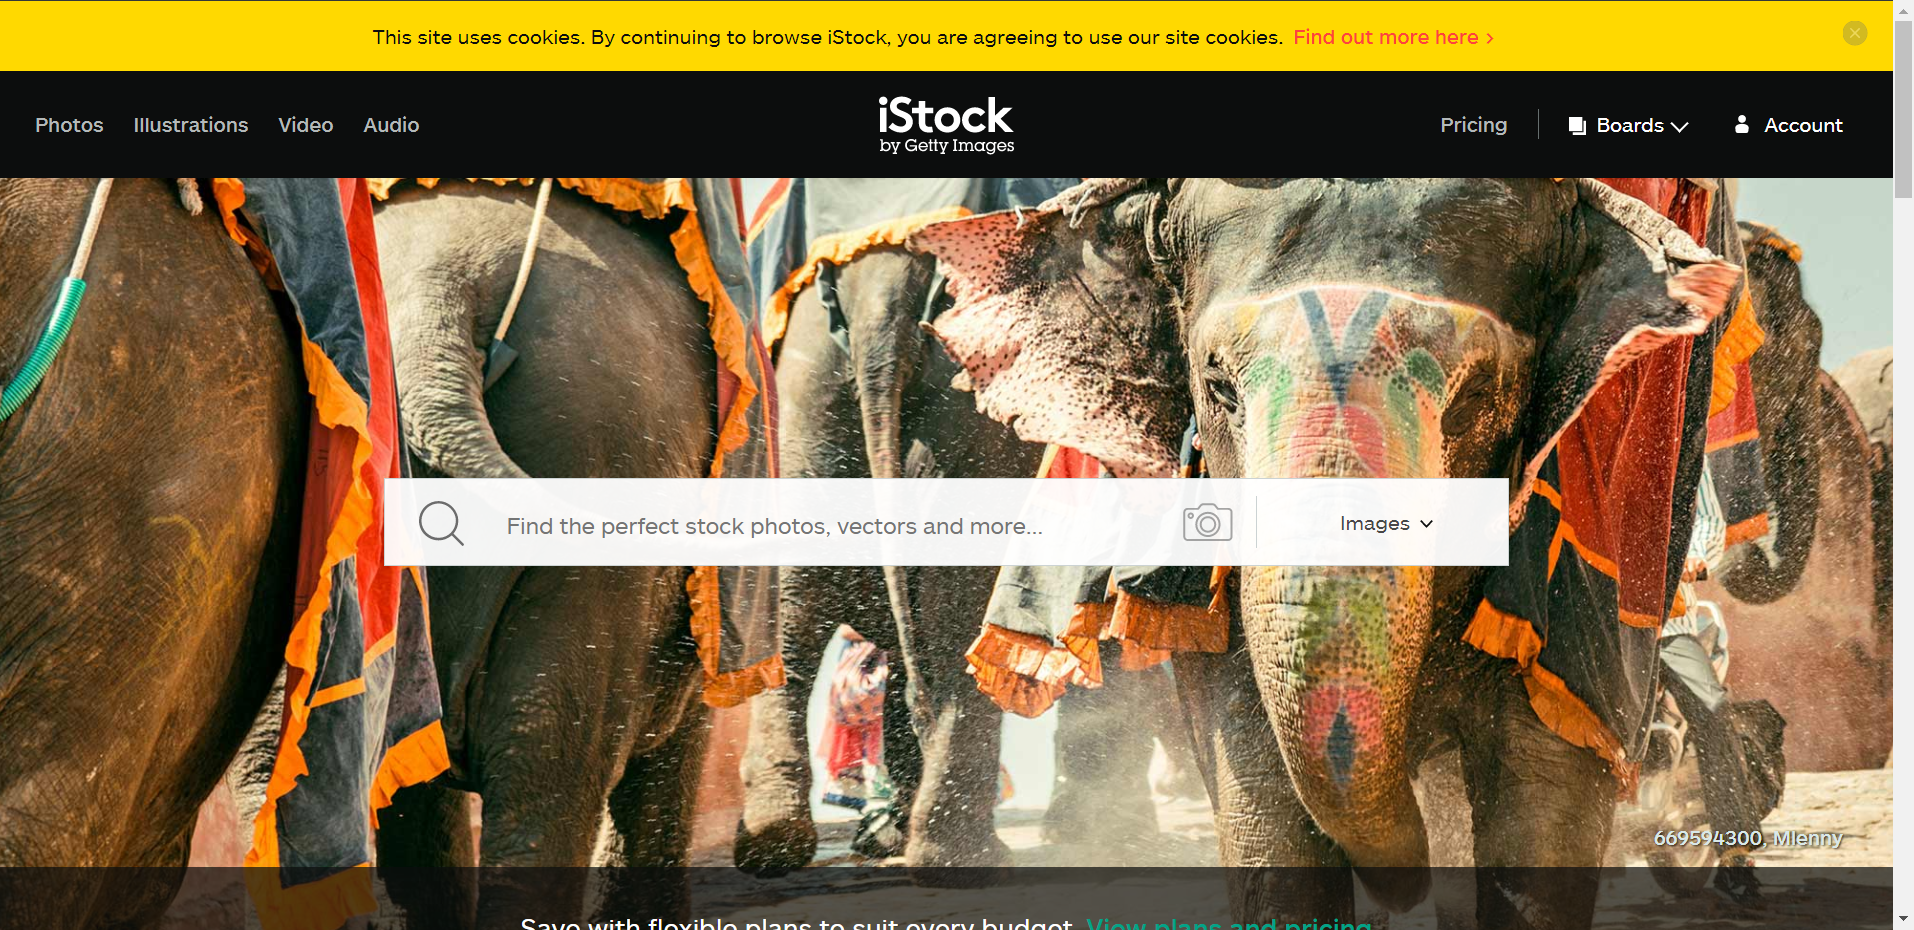 This site uses cookies. By continuing to browse iStock, you are agreeing to use our site cookies. Find out more here >
Photos Illustrations Video Audio
iStock
by Getty Images
Pricing Boards Account
Find the perfect stock photos, vectors and more...
Images
669594300, Mlenny
Save with flexible plans to suit every budget. View plans and pricing